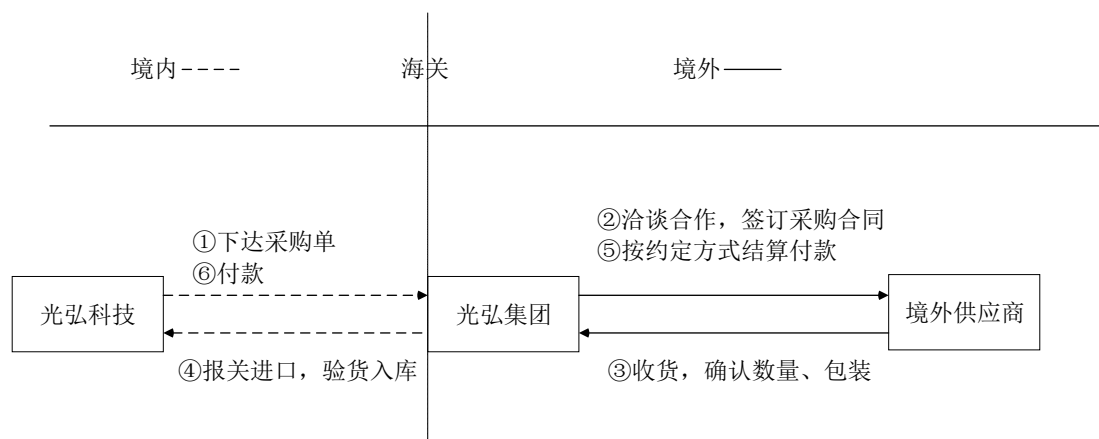 境内
海关
境外
①下达采购单
⑥付款
②洽谈合作，签订采购合同
⑤按约定方式结算付款
光弘科技
光弘集团
境外供应商
④报关进口，验货入库
③收货，确认数量、包装